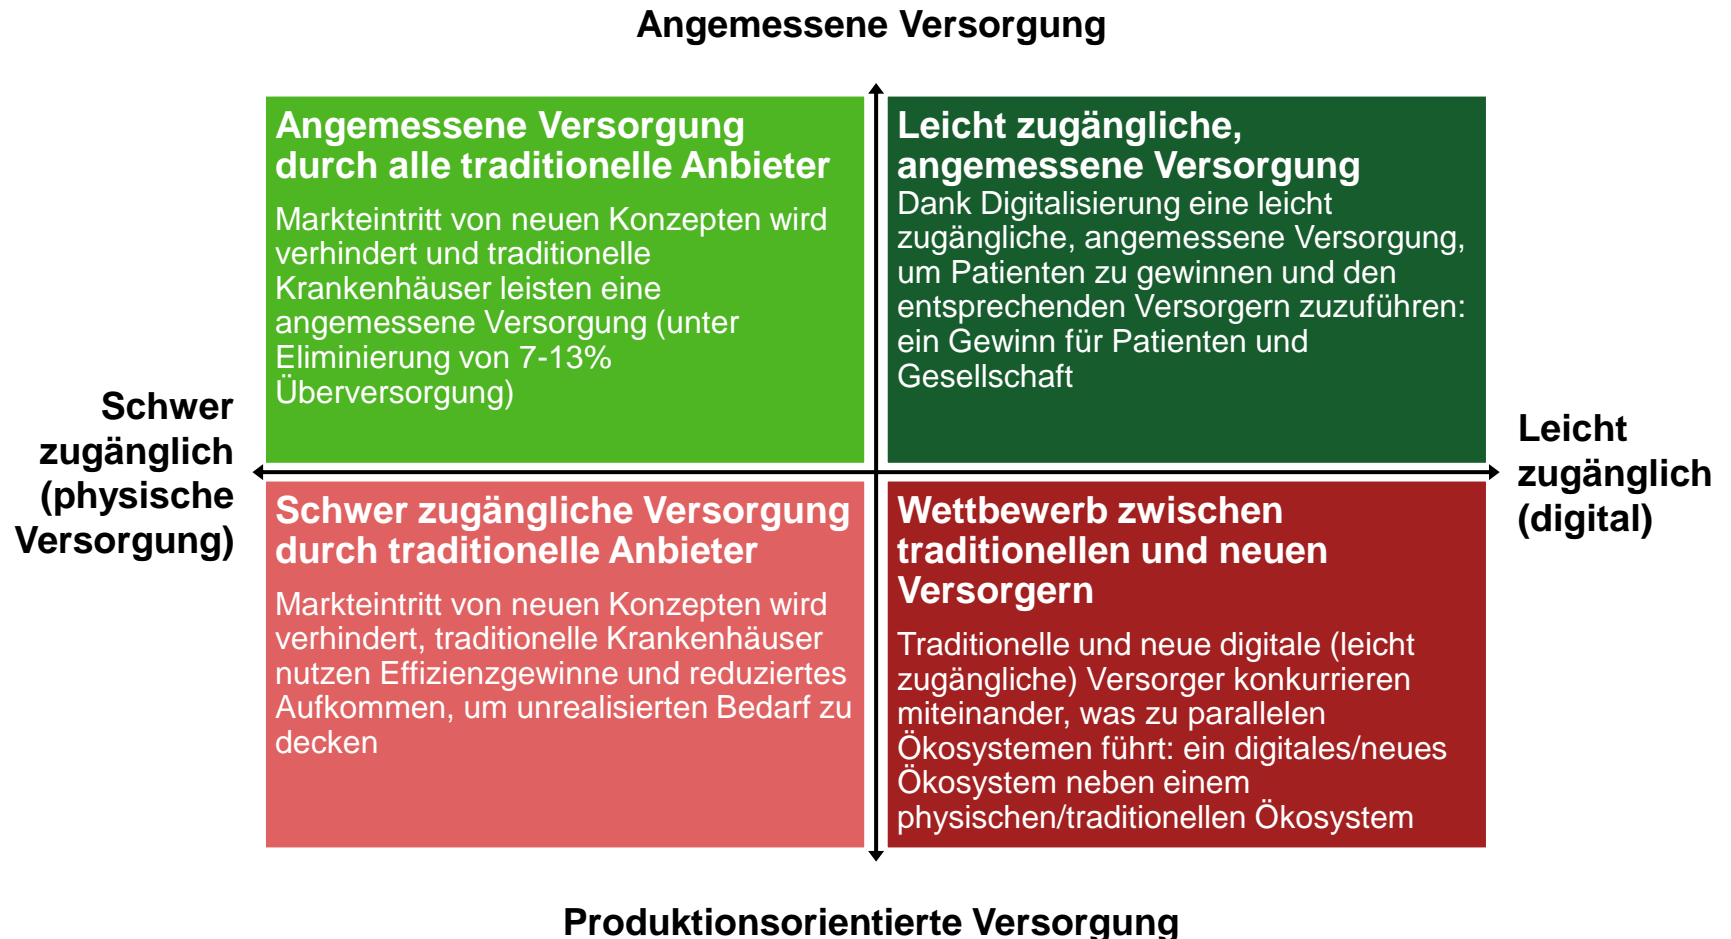 Angemessene Versorgung
Angemessene Versorgung
durch alle traditionelle Anbieter
Markteintritt von neuen Konzepten wird
verhindert und traditionelle
Krankenhäuser leisten eine
angemessene Versorgung (unter
Eliminierung von 7-13%
Überversorgung)
Leicht zugängliche,
angemessene Versorgung
Dank Digitalisierung eine leicht
zugängliche, angemessene Versorgung,
um Patienten zu gewinnen und den
entsprechenden Versorgern zuzuführen:
ein Gewinn für Patienten und
Gesellschaft
Schwer
zugänglich
(physische
Versorgung)
Leicht
zugänglich
(digital)
Schwer zugängliche Versorgung
durch traditionelle Anbieter
Markteintritt von neuen Konzepten wird
verhindert, traditionelle Krankenhäuser
nutzen Effizienzgewinne und reduziertes
Aufkommen, um unrealisierten Bedarf zu
decken
Wettbewerb zwischen
traditionellen und neuen
Versorgern
Traditionelle und neue digitale (leicht
zugängliche) Versorger konkurrieren
miteinander, was zu parallelen
Ökosystemen führt: ein digitales/neues
Ökosystem neben einem
physischen/traditionellen Ökosystem
Produktionsorientierte Versorgung